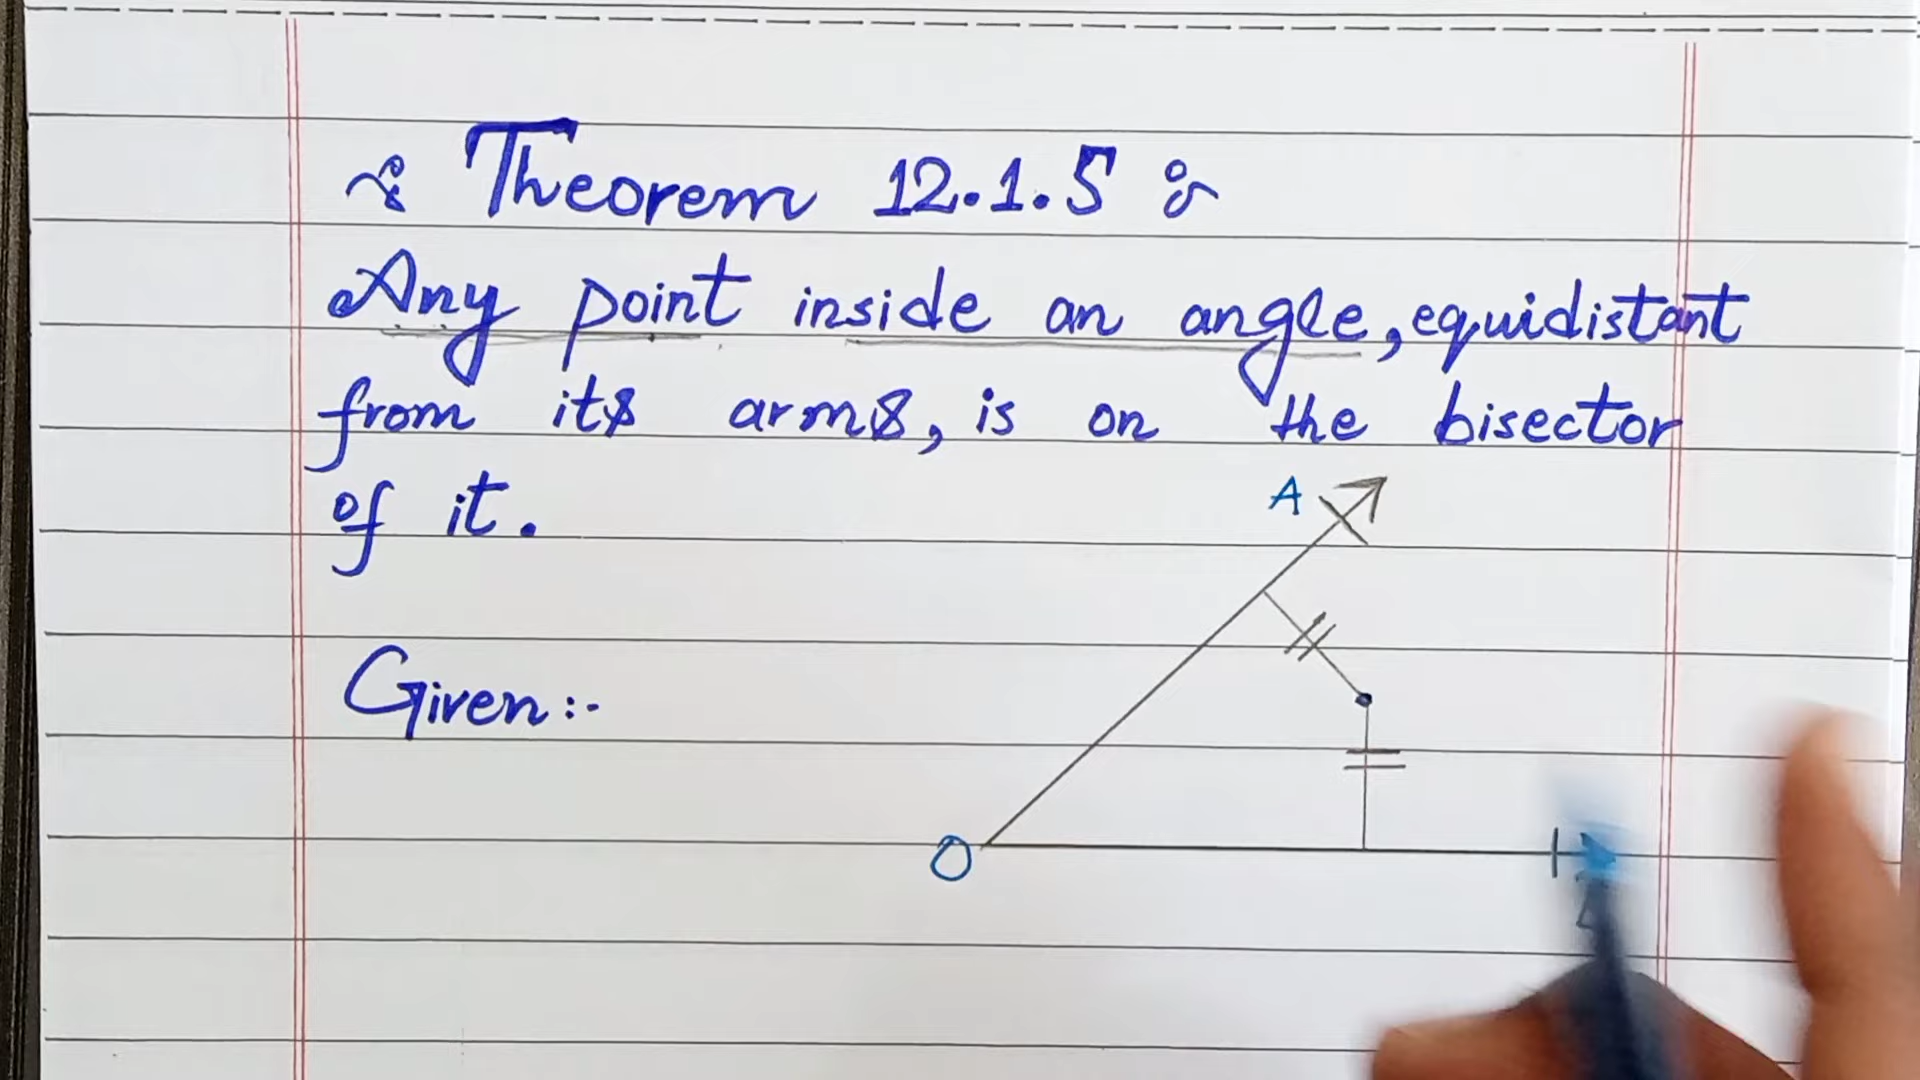 Theorem 12.1.5
Any point inside an angle, equidistant
from its arms, is on the bisector
of it.
A
Given:-
O